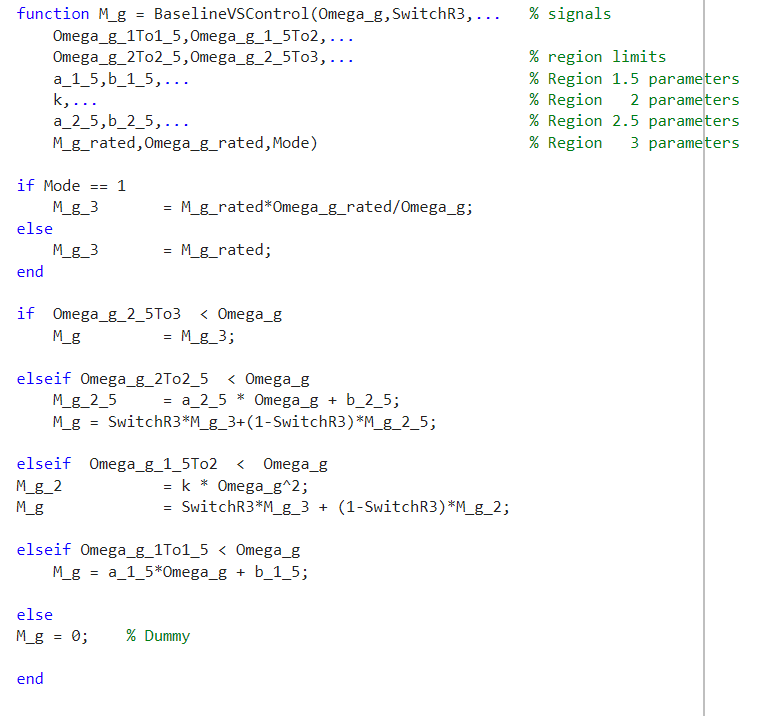 function M_g = BaselineVSControl(Omega_g,SwitchR3,... % signals
Omega_g_1To1_5,Omega_g_1_5To2,...
Omega_g_2To2_5,Omega_g_2_5To3,... % region limits
a_1_5,b_1_5,... % Region 1.5 parameters
k,... % Region 2 parameters
a_2_5,b_2_5,... % Region 2.5 parameters
M_g_rated,Omega_g_rated,Mode) % Region 3 parameters
if Mode == 1
M_g_3 = M_g_rated*Omega_g_rated/Omega_g;
else
M_g_3 = M_g_rated;
end
if Omega_g_2_5To3 < Omega_g
M_g = M_g_3;
elseif Omega_g_2To2_5 < Omega_g
M_g_2_5 = a_2_5 * Omega_g + b_2_5;
M_g = SwitchR3*M_g_3+(1-SwitchR3)*M_g_2_5;
elseif Omega_g_1_5To2 < Omega_g
M_g_2 = k * Omega_g^2;
M_g = SwitchR3*M_g_3 + (1-SwitchR3)*M_g_2;
elseif Omega_g_1To1_5 < Omega_g
M_g = a_1_5*Omega_g + b_1_5;
else
M_g = 0; % Dummy
end